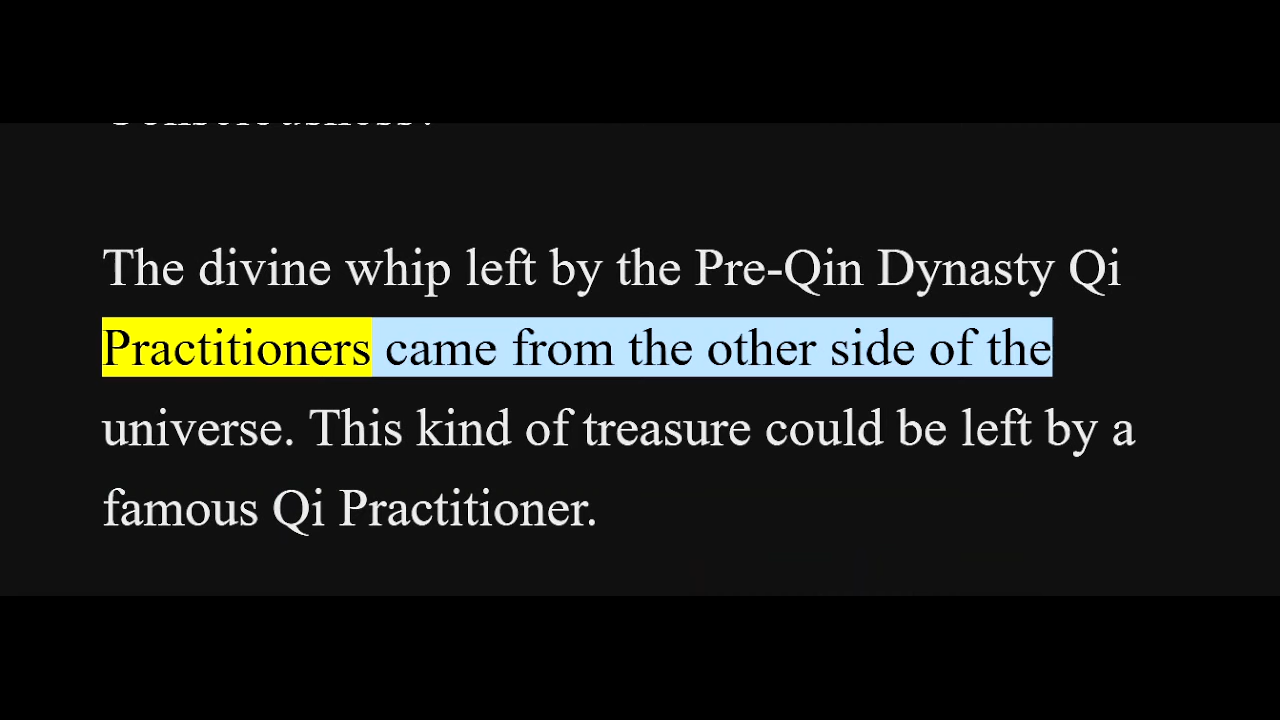 The divine whip left by the Pre-Qin Dynasty Qi
Practitioners came from the other side of the
universe. This kind of treasure could be left by a
famous Qi Practitioner.